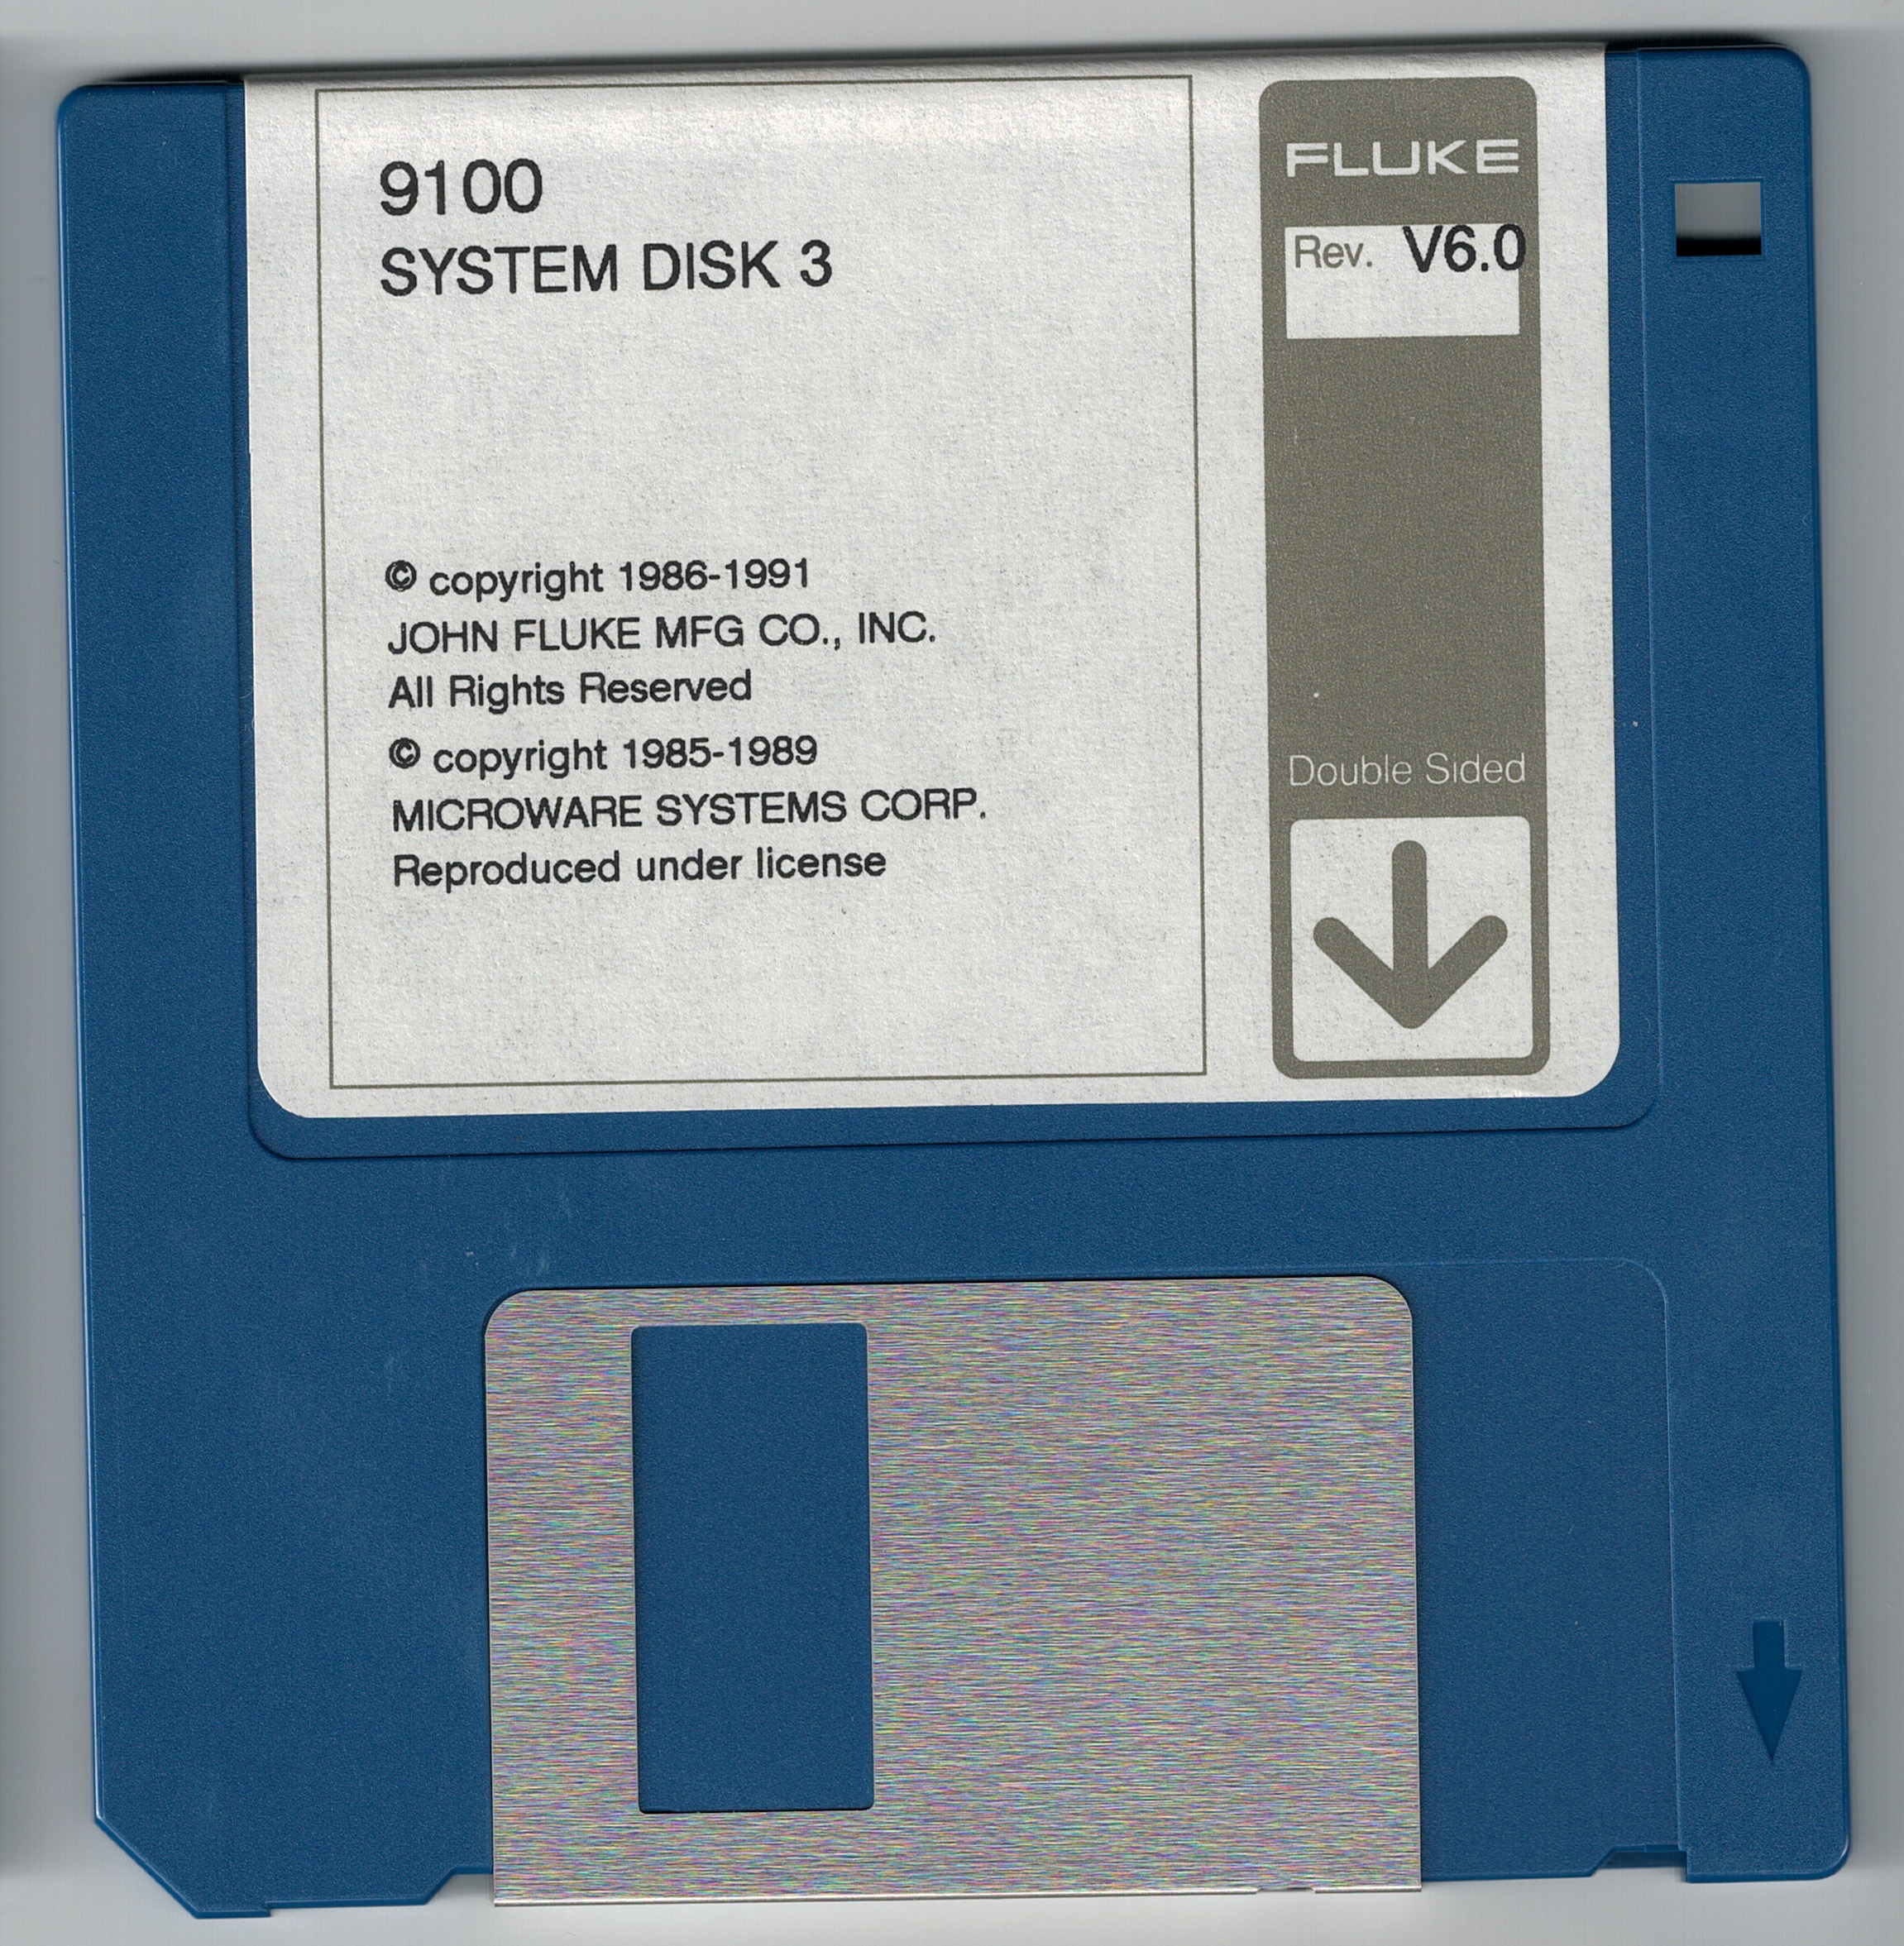 9100
SYSTEM DISK 3
© copyright 1986-1991
JOHN FLUKE MFG CO., INC.
All Rights Reserved
© copyright 1985-1989
MICROWARE SYSTEMS CORP.
Reproduced under license
FLUKE
Rev. V6.0
Double Sided